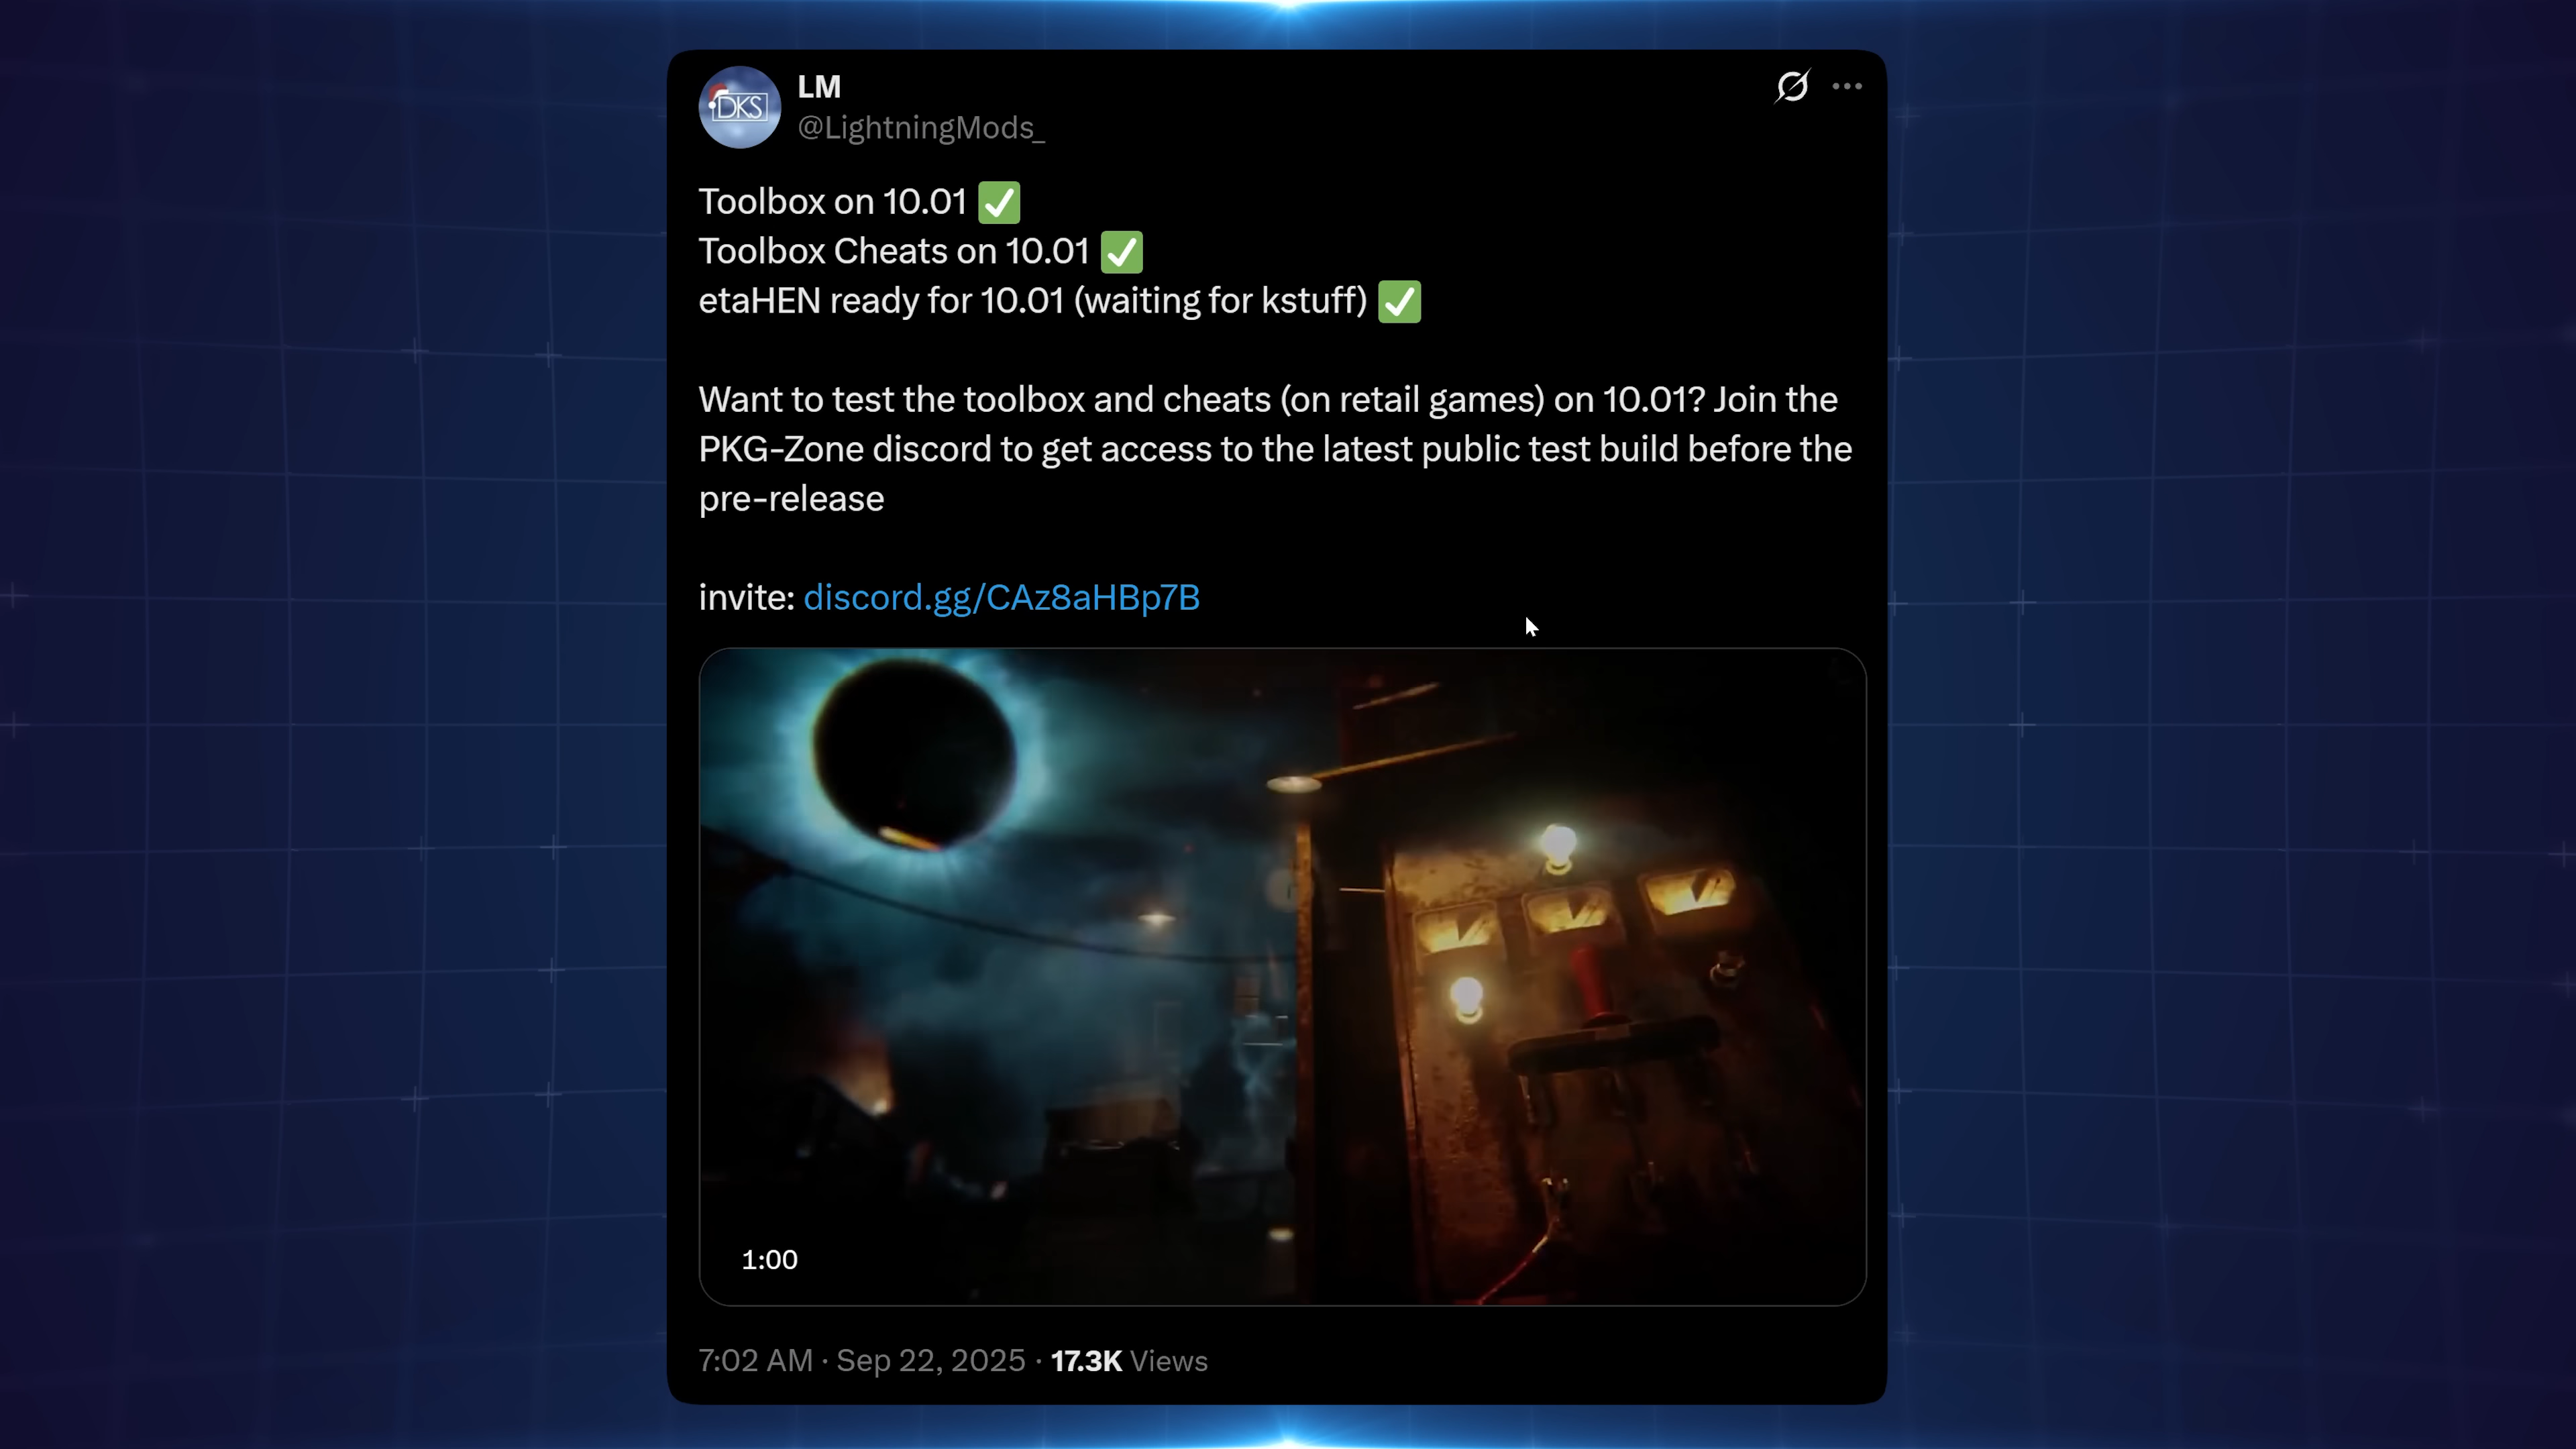 DKS
LM
@LightningMods_
Toolbox on 10.01 ✅
Toolbox Cheats on 10.01 ✅
etaHEN ready for 10.01 (waiting for kstuff) ✅
Want to test the toolbox and cheats (on retail games) on 10.01? Join the
PKG-Zone discord to get access to the latest public test build before the
pre-release
invite: discord.gg/CAz8aHBp7B
1:00
7:02 AM · Sep 22, 2025 · 17.3K Views